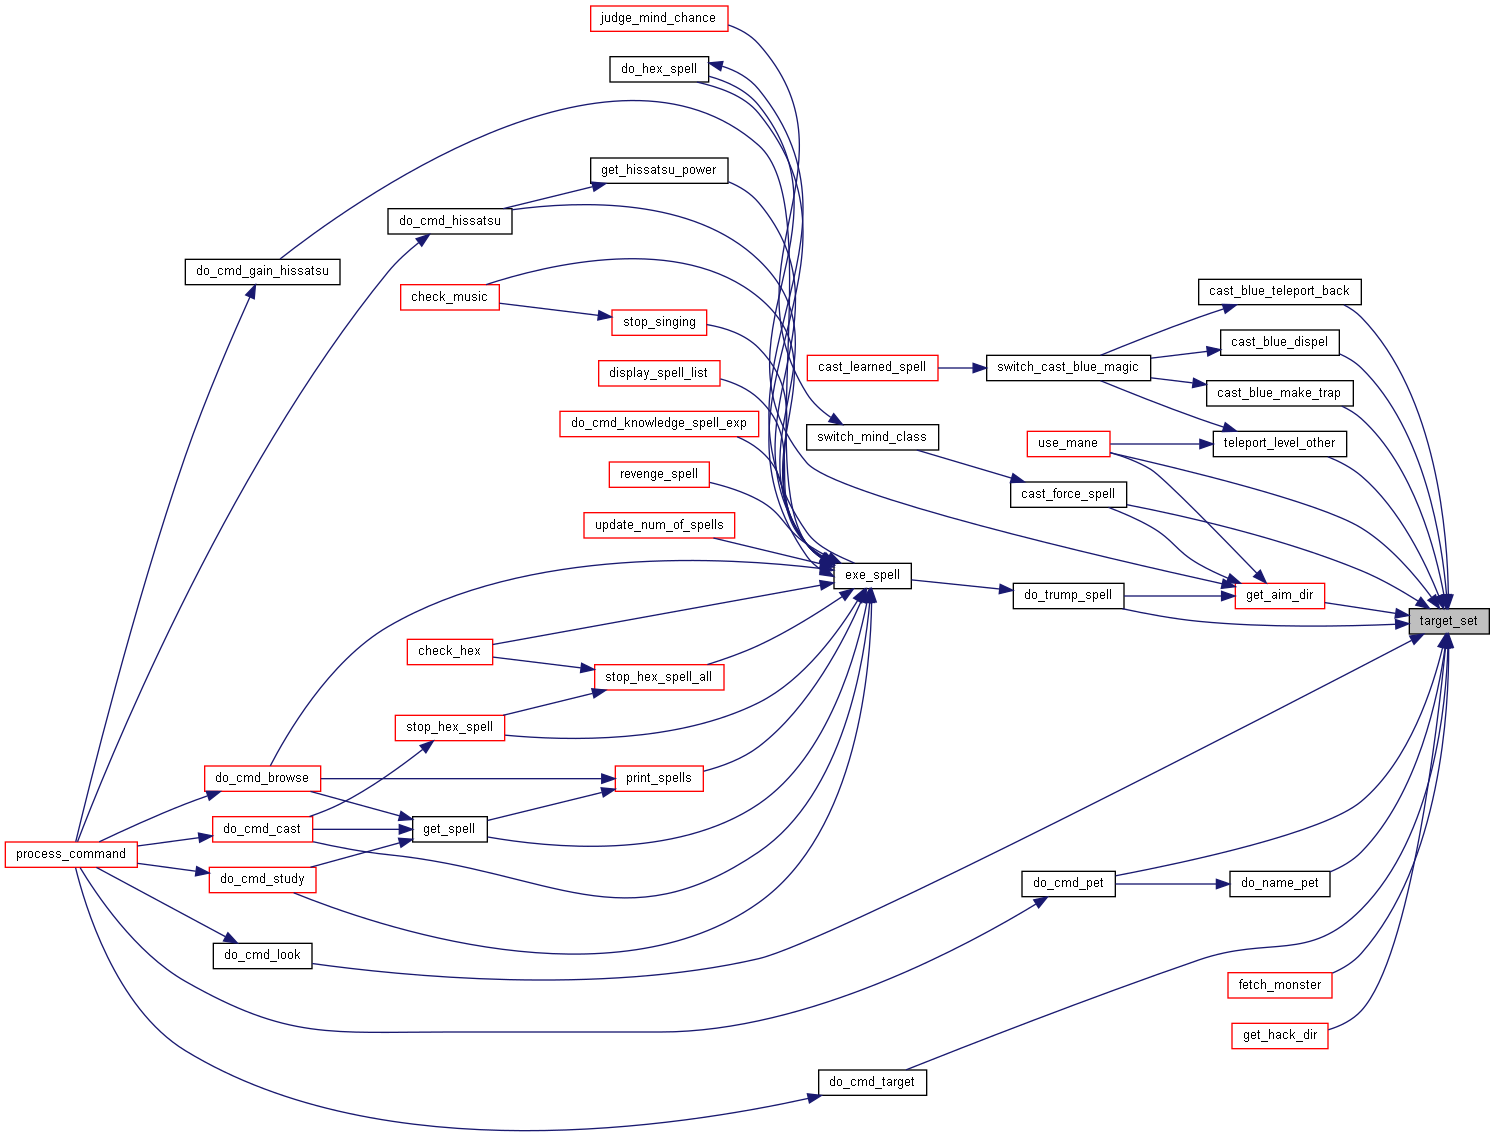 judge_mind_chance
do_hex_spell
get_hissatsu_power
do_cmd_hissatsu
do_cmd_gain_hissatsu
check_music
stop_singing
cast_blue_teleport_back
cast_blue_dispel
cast_learned_spell
switch_cast_blue_magic
display_spell_list
cast_blue_make_trap
do_cmd_knowledge_spell_exp
switch_mind_class
use_mane
teleport_level_other
revenge_spell
cast_force_spell
update_num_of_spells
exe_spell
do_trump_spell
get_aim_dir
target_set
check_hex
stop_hex_spell_all
stop_hex_spell
do_cmd_browse
print_spells
do_cmd_cast
get_spell
process_command
do_cmd_study
do_cmd_pet
do_name_pet
do_cmd_look
fetch_monster
get_hack_dir
do_cmd_target